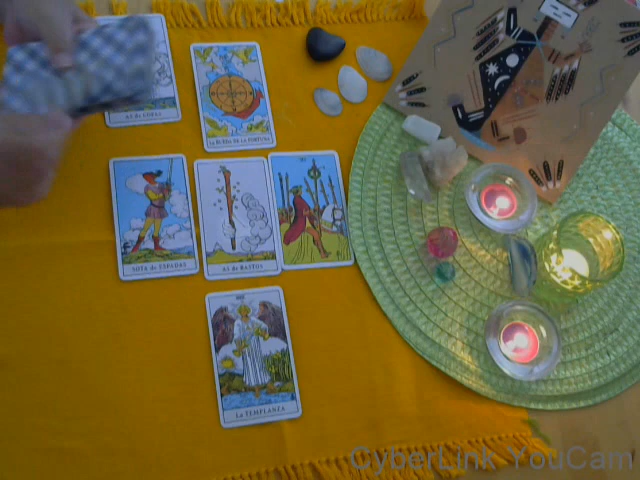 As de COPAS
La RUEDA DE LA FORTUNA
SOTA de ESPADAS
AS de BASTOS
La TEMPLANZA
CyberLink YouCam